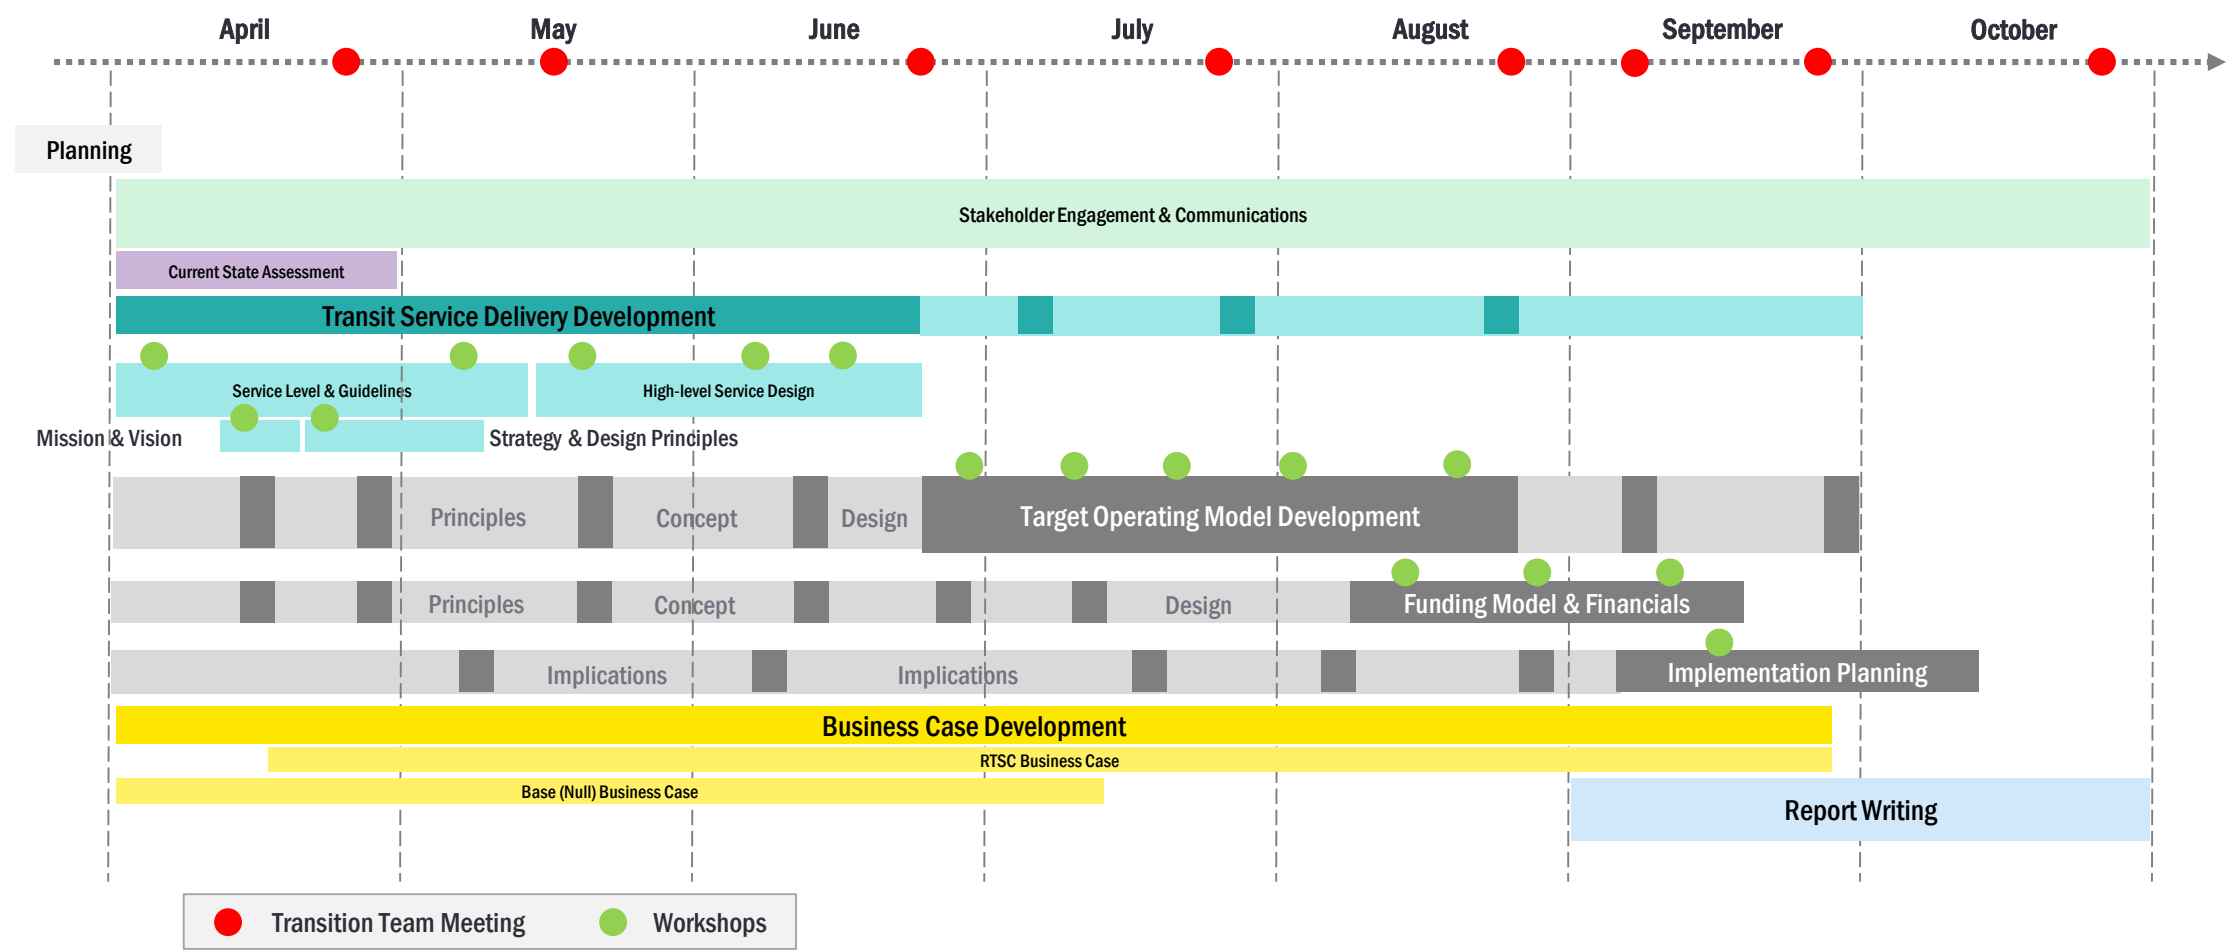 April
May
June
July
August
September
October
Planning
Stakeholder Engagement & Communications
Current State Assessment
Transit Service Delivery Development
Service Level & Guidelines
High-level Service Design
Mission & Vision
Strategy & Design Principles
Principles
Concept
Design
Target Operating Model Development
Principles
Concept
Design
Funding Model & Financials
Implications
Implications
Implementation Planning
Business Case Development
RTSC Business Case
Base (Null) Business Case
Report Writing
Transition Team Meeting
Workshops